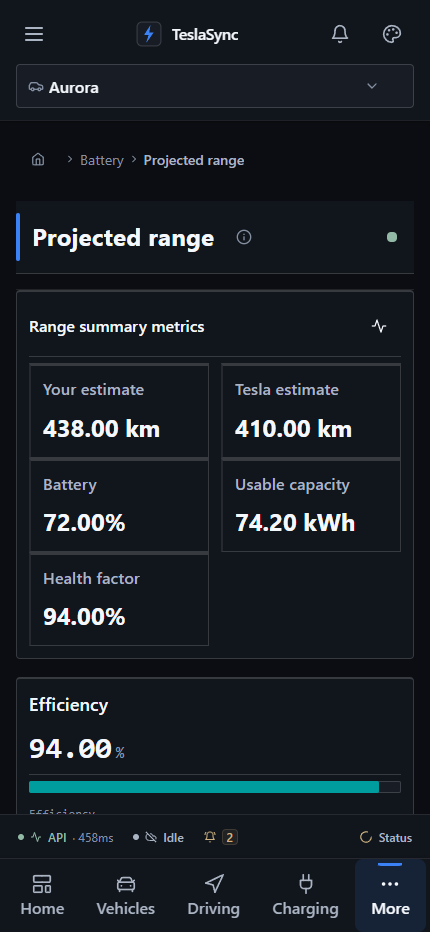 TeslaSync
Aurora
Battery Projected range
Projected range
Range summary metrics
Your estimate
438.00 km
Tesla estimate
410.00 km
Battery
72.00%
Usable capacity
74.20 kWh
Health factor
94.00%
Efficiency
94.00 %
Efficiency
API · 458ms Idle 2 Status
Home Vehicles Driving Charging More